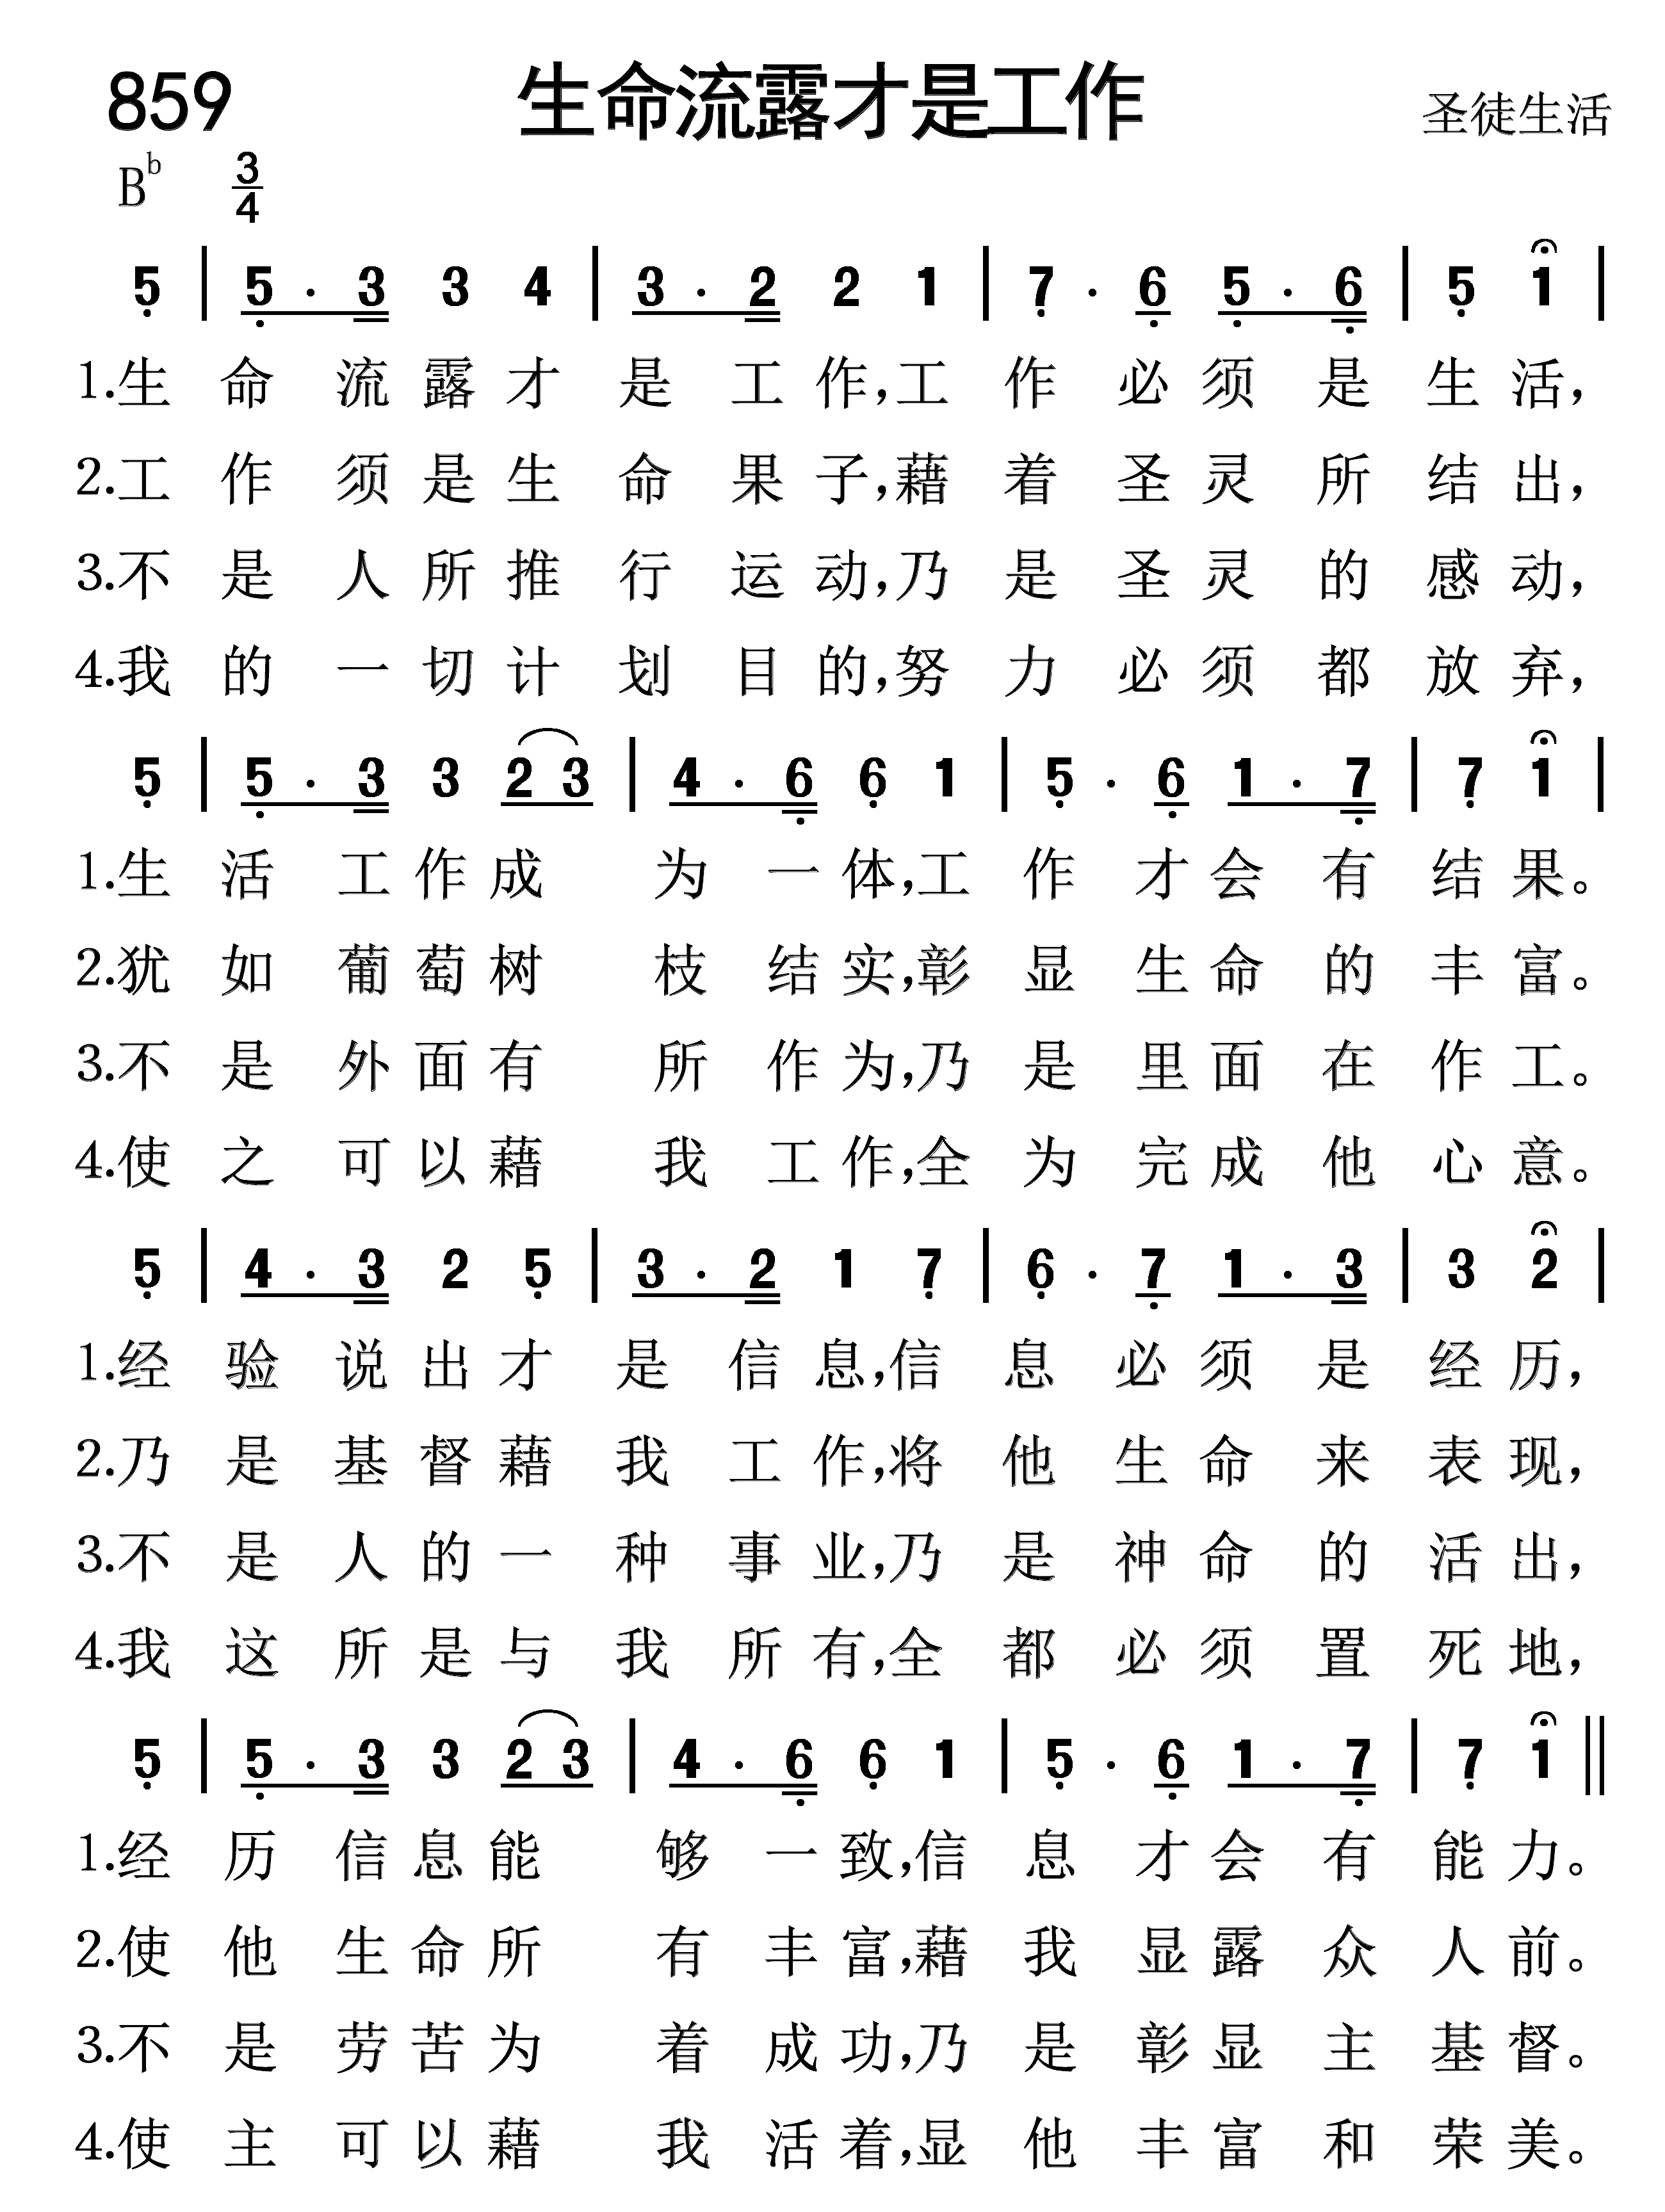 859 生命流露才是工作 圣徒生活
B♭ 3/4
5 | 5 · 3 3 4 | 3 · 2 2 1 | 7 · 6 5 · 6 | 5 1 |
1.生命流露才是工作,工作必须是生活,
2.工作须是生命果子,藉着圣灵所结出,
3.不是人所推行运动,乃是圣灵的感动,
4.我的一切计划目的,努力必须都放弃,
5 | 5 · 3 3 2 3 | 4 · 6 6 1 | 5 · 6 1 · 7 | 7 1 |
1.生活工作成为一体,工作才会有结果。
2.犹如葡萄树枝结实,彰显生命的丰富。
3.不是外面有所作为,乃是里面在作工。
4.使之可以藉我工作,全为完成他心意。
5 | 4 · 3 2 5 | 3 · 2 1 7 | 6 · 7 1 · 3 | 3 2 |
1.经验说出才是信息,信息必须是经历,
2.乃是基督藉我工作,将他生命来表现,
3.不是人的一种事业,乃是神命的活出,
4.我这所是与我所有,全都必须置死地,
5 | 5 · 3 3 2 3 | 4 · 6 6 1 | 5 · 6 1 · 7 | 7 1 ||
1.经历信息能够一致,信息才会有能力。
2.使他生命所有丰富,藉我显露众人前。
3.不是劳苦为着成功,乃是彰显主基督。
4.使主可以藉我活着,显他丰富和荣美。